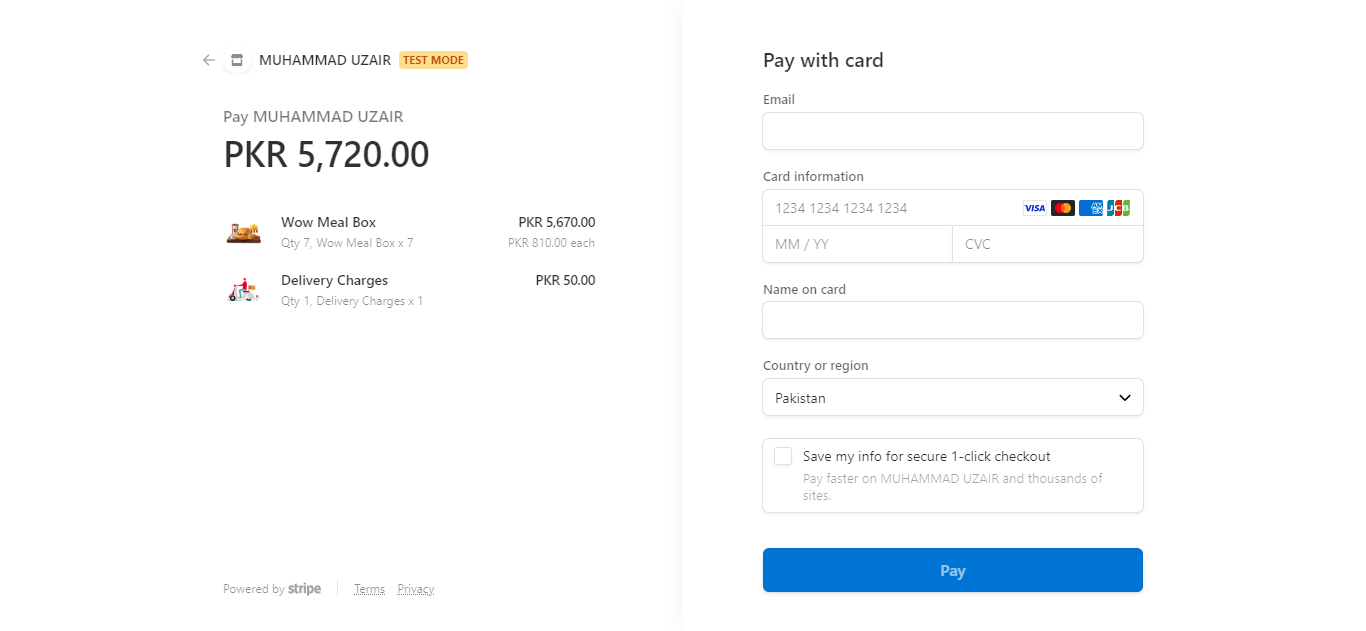 MUHAMMAD UZAIR TEST MODE
Pay MUHAMMAD UZAIR
PKR 5,720.00
Wow Meal Box PKR 5,670.00
Qty 7, Wow Meal Box x 7 PKR 810.00 each
Delivery Charges PKR 50.00
Qty 1, Delivery Charges x 1
Powered by stripe Terms Privacy
Pay with card
Email
Card information
1234 1234 1234 1234 VISA AM EX JCB
MM / YY CVC
Name on card
Country or region
Pakistan
Save my info for secure 1-click checkout
Pay faster on MUHAMMAD UZAIR and thousands of
sites.
Pay